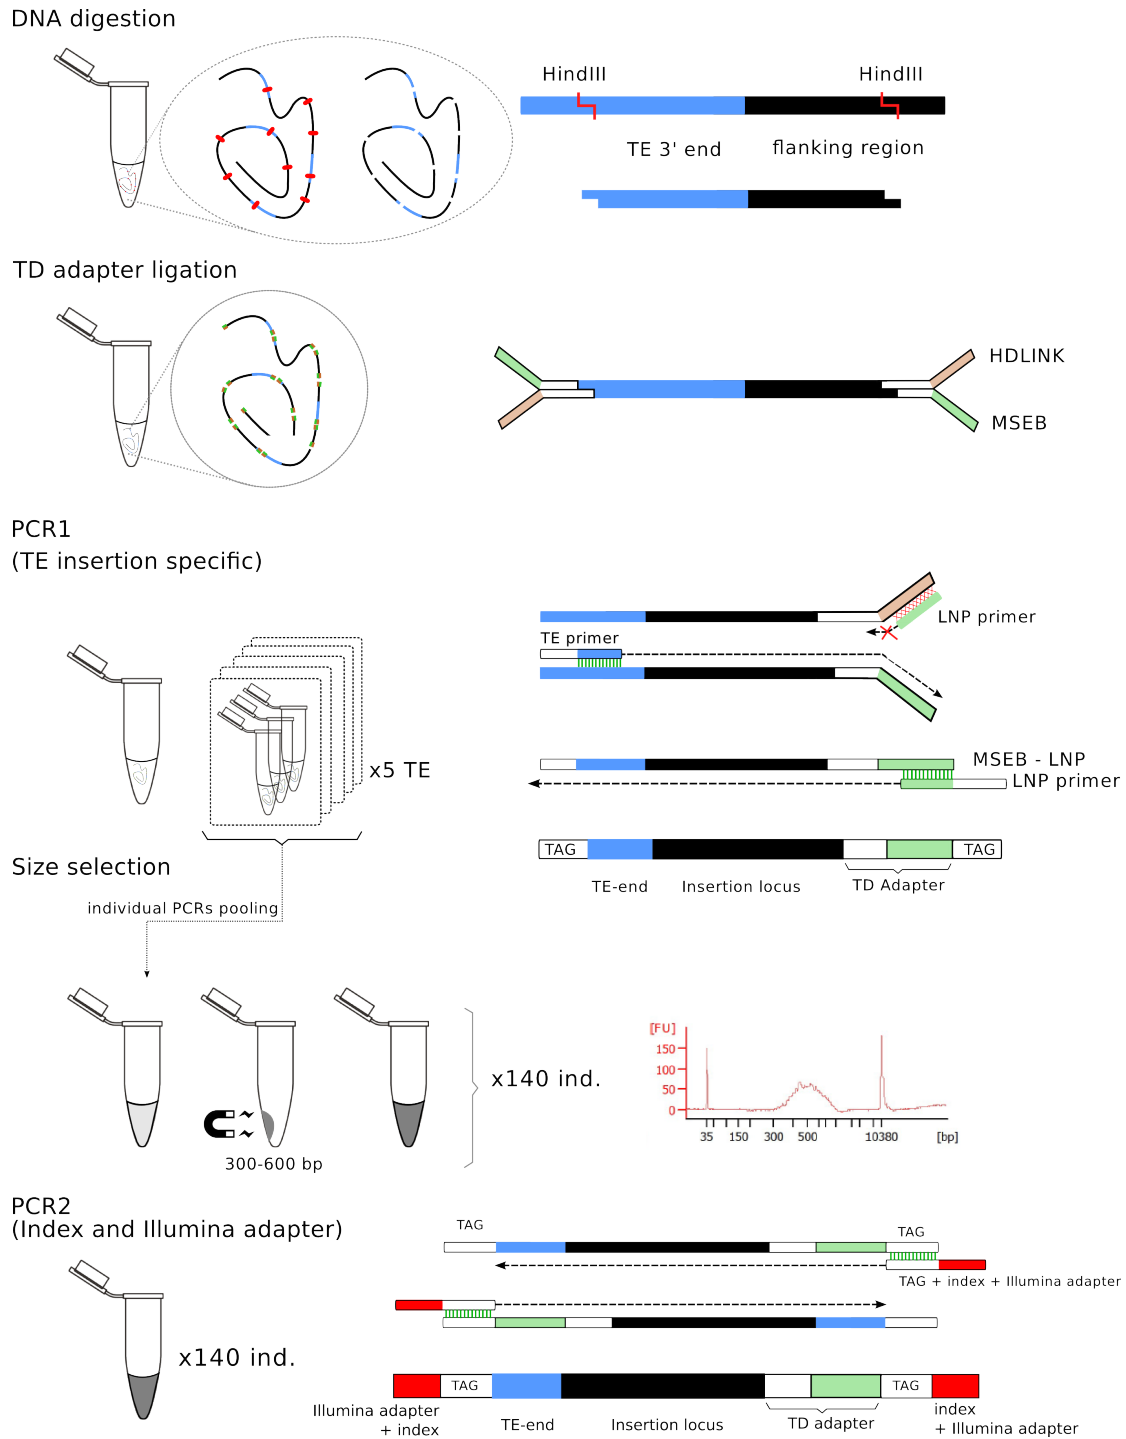 DNA digestion
HindIII
HindIII
TE 3' end
flanking region
TD adapter ligation
HDLINK
MSEB
PCR1
(TE insertion specific)
LNP primer
TE primer
x5 TE
MSEB - LNP
LNP primer
TAG
TAG
Size selection
TE-end
Insertion locus
TD Adapter
individual PCRs pooling
[FU]
150
100
50
0
35
150
300
500
10380
[bp]
x140 ind.
300-600 bp
PCR2
(Index and Illumina adapter)
TAG
TAG
TAG + index + Illumina adapter
x140 ind.
TAG
TAG
Illumina adapter
+ index
TE-end
Insertion locus
TD adapter
index
+ Illumina adapter